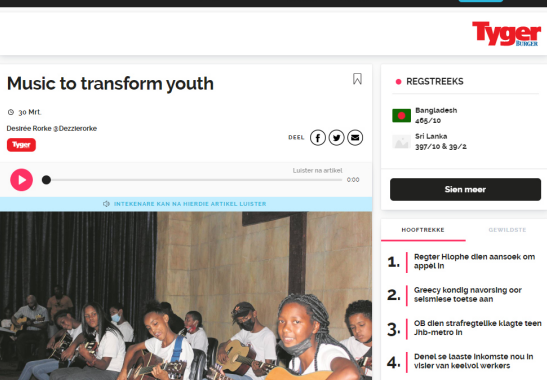 Tyger
BURGER
Music to transform youth
30 Mrt.
Desirée Rorke @Dezzierorke
Tyger
DEEL
Luister na artikel
0:00
INTEKENARE KAN NA HIERDIE ARTIKEL LUISTER
REGSTREEKS
Bangladesh
465/10
Sri Lanka
397/10 & 39/2
Sien meer
HOOFTREKKE
GEWILDSTE
1. Regter Hlophe dien aansoek om
appel in
2. Greecy kondig navorsing oor
seismiese toetse aan
3. OB dien strafregtelike klagte teen
Jhb-metro in
4. Denel se laaste inkomste nou in
visier van keelvol werkers